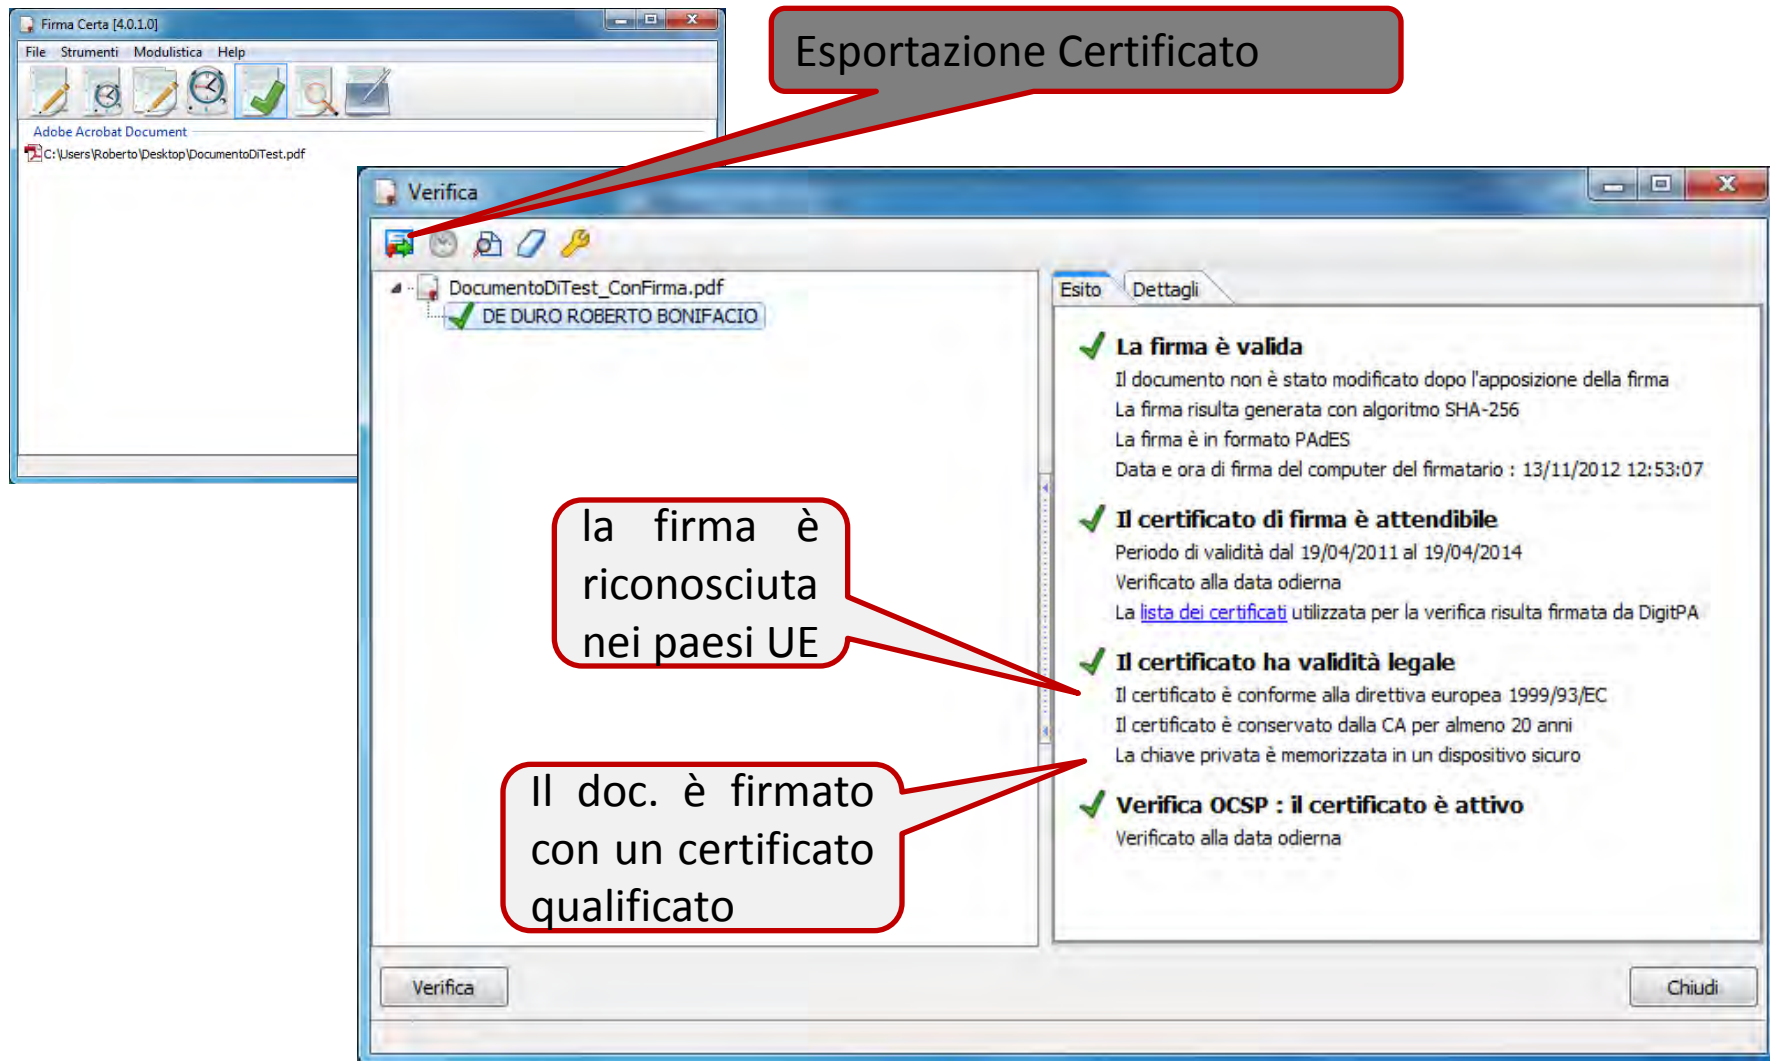 Firma Certa [4.0.1.0]
File Strumenti Modulistica Help
Adobe Acrobat Document
C:\Users\Roberto\Desktop\DocumentoDiTest.pdf
Esportazione Certificato
Verifica
DocumentoDiTest_ConFirma.pdf
DE DURO ROBERTO BONIFACIO
Esito Dettagli
La firma è valida
Il documento non è stato modificato dopo l'apposizione della firma
La firma risulta generata con algoritmo SHA-256
La firma è in formato PAdES
Data e ora di firma del computer del firmatario : 13/11/2012 12:53:07
Il certificato di firma è attendibile
Periodo di validità dal 19/04/2011 al 19/04/2014
Verificato alla data odierna
La lista dei certificati utilizzata per la verifica risulta firmata da DigitPA
Il certificato ha validità legale
Il certificato è conforme alla direttiva europea 1999/93/EC
Il certificato è conservato dalla CA per almeno 20 anni
La chiave privata è memorizzata in un dispositivo sicuro
Verifica OCSP : il certificato è attivo
Verificato alla data odierna
la firma è
riconosciuta
nei paesi UE
Il doc. è firmato
con un certificato
qualificato
Verifica
Chiudi